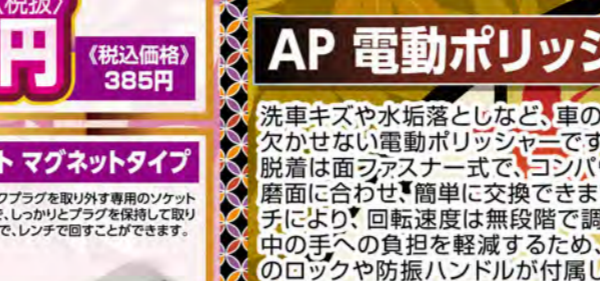 〈税抜〉
円
《税込価格》
385円
ト マグネットタイプ
クプラグを取り外す専用のソケット
で、しっかりとプラグを保持して取り
で、レンチで回すことができます。
AP 電動ポリッシ
洗車キズや水垢落としなど、車の
欠かせない電動ポリッシャーです
脱着は面ファスナー式で、コンパ
磨面に合わせ、簡単に交換できま
チにより、回転速度は無段階で調
中の手への負担を軽減するため、
のロックや防振ハンドルが付属し